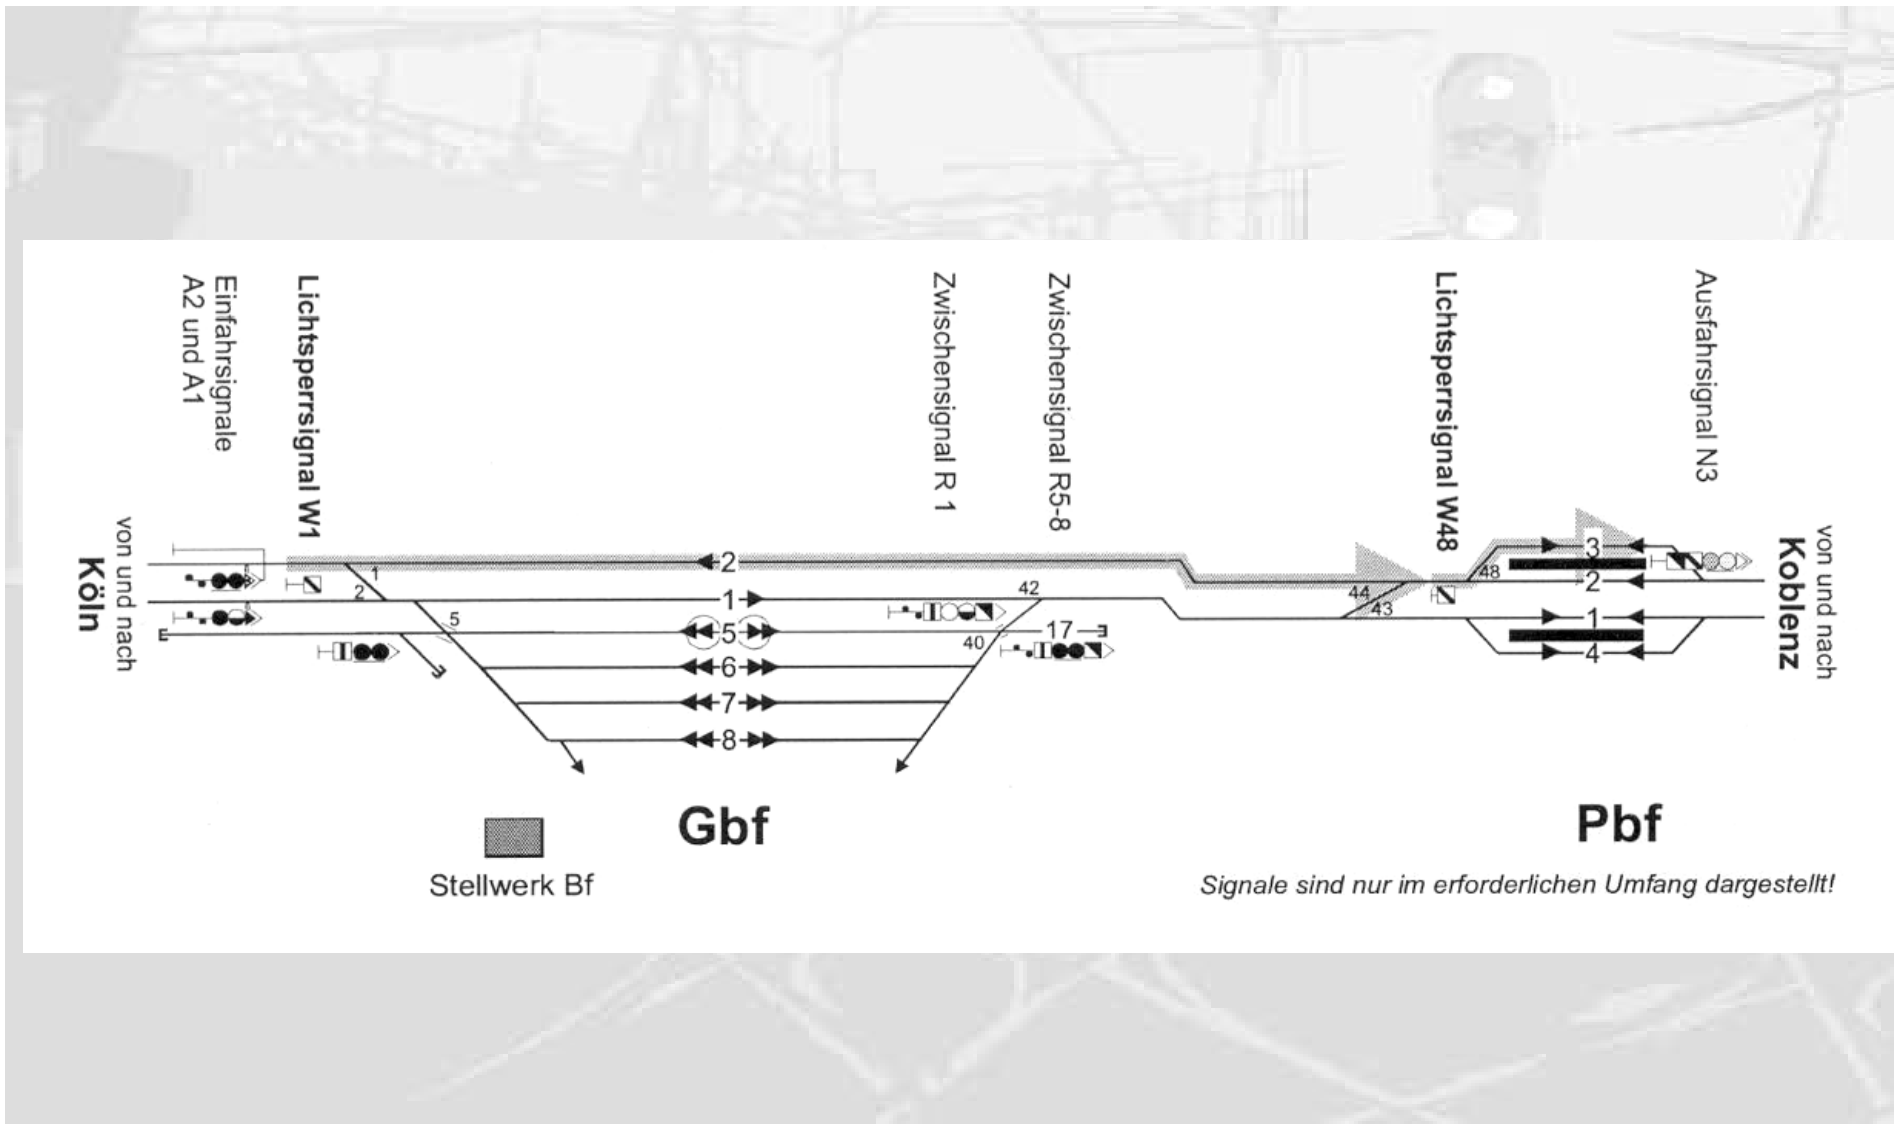 Einfahrsignale
A2 und A1
Lichtsperrsignal W1
Zwischensignal R 1
Zwischensignal R5-8
Lichtsperrsignal W48
Ausfahrsignal N3
von und nach
Köln
von und nach
Koblenz
1
2
5
2
1
5
6
7
8
42
40
17
44
43
48
3
2
1
4
Gbf
Pbf
Stellwerk Bf
Signale sind nur im erforderlichen Umfang dargestellt!